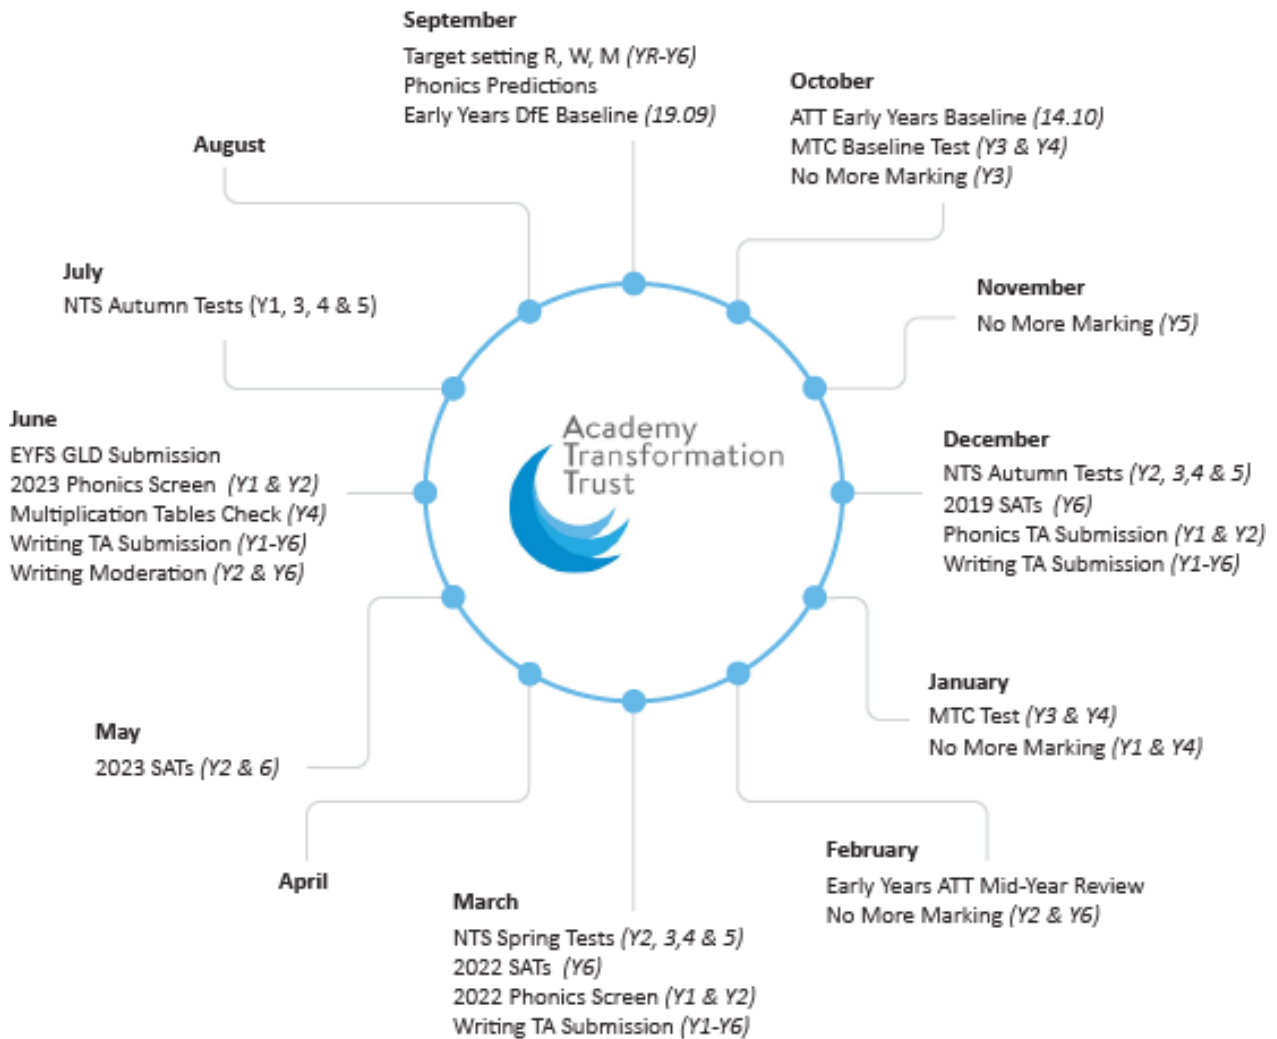 September
Target setting R, W, M (YR-Y6)
Phonics Predictions
Early Years DfE Baseline (19.09)
October
ATT Early Years Baseline (14.10)
MTC Baseline Test (Y3 & Y4)
No More Marking (Y3)
November
No More Marking (Y5)
December
NTS Autumn Tests (Y2, 3,4 & 5)
2019 SATs (Y6)
Phonics TA Submission (Y1 & Y2)
Writing TA Submission (Y1-Y6)
January
MTC Test (Y3 & Y4)
No More Marking (Y1 & Y4)
February
Early Years ATT Mid-Year Review
No More Marking (Y2 & Y6)
March
NTS Spring Tests (Y2, 3,4 & 5)
2022 SATs (Y6)
2022 Phonics Screen (Y1 & Y2)
Writing TA Submission (Y1-Y6)
April
May
2023 SATs (Y2 & 6)
June
EYFS GLD Submission
2023 Phonics Screen (Y1 & Y2)
Multiplication Tables Check (Y4)
Writing TA Submission (Y1-Y6)
Writing Moderation (Y2 & Y6)
July
NTS Autumn Tests (Y1, 3, 4 & 5)
August
Academy
Transformation
Trust